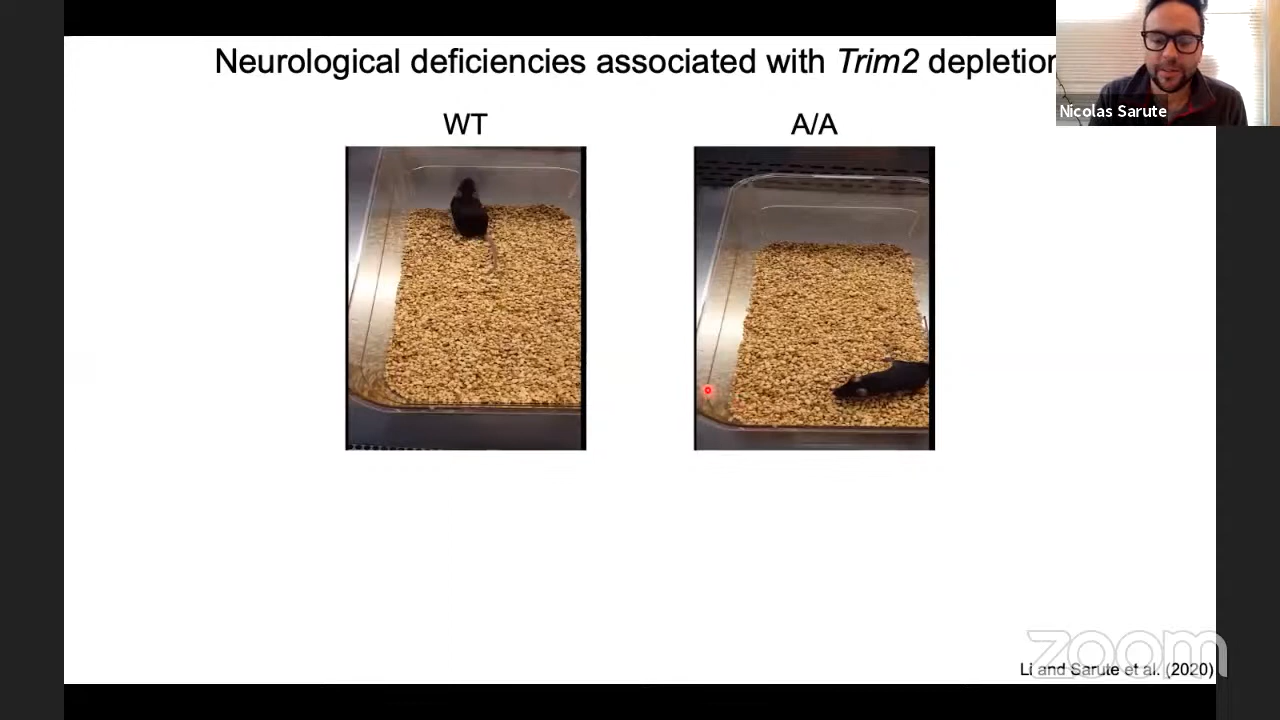 Neurological deficiencies associated with Trim2 depletion
Nicolas Sarute
WT
A/A
zoom
Li and Sarute et al. (2020)